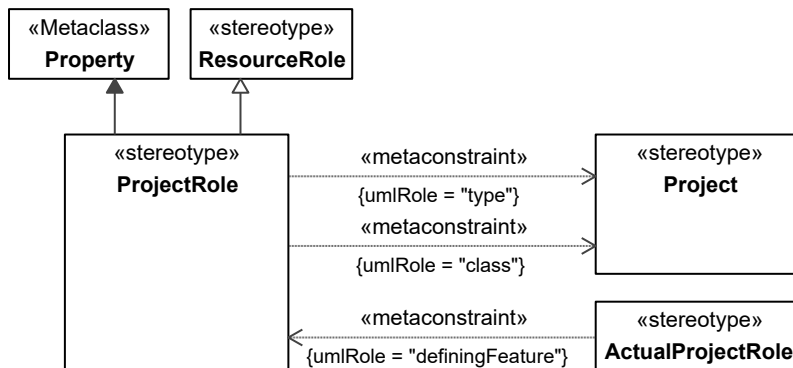 «Metaclass»
Property
«stereotype»
ResourceRole
«stereotype»
ProjectRole
«metaconstraint»
{umlRole = "type"}
«metaconstraint»
{umlRole = "class"}
«stereotype»
Project
«metaconstraint»
{umlRole = "definingFeature"}
«stereotype»
ActualProjectRole